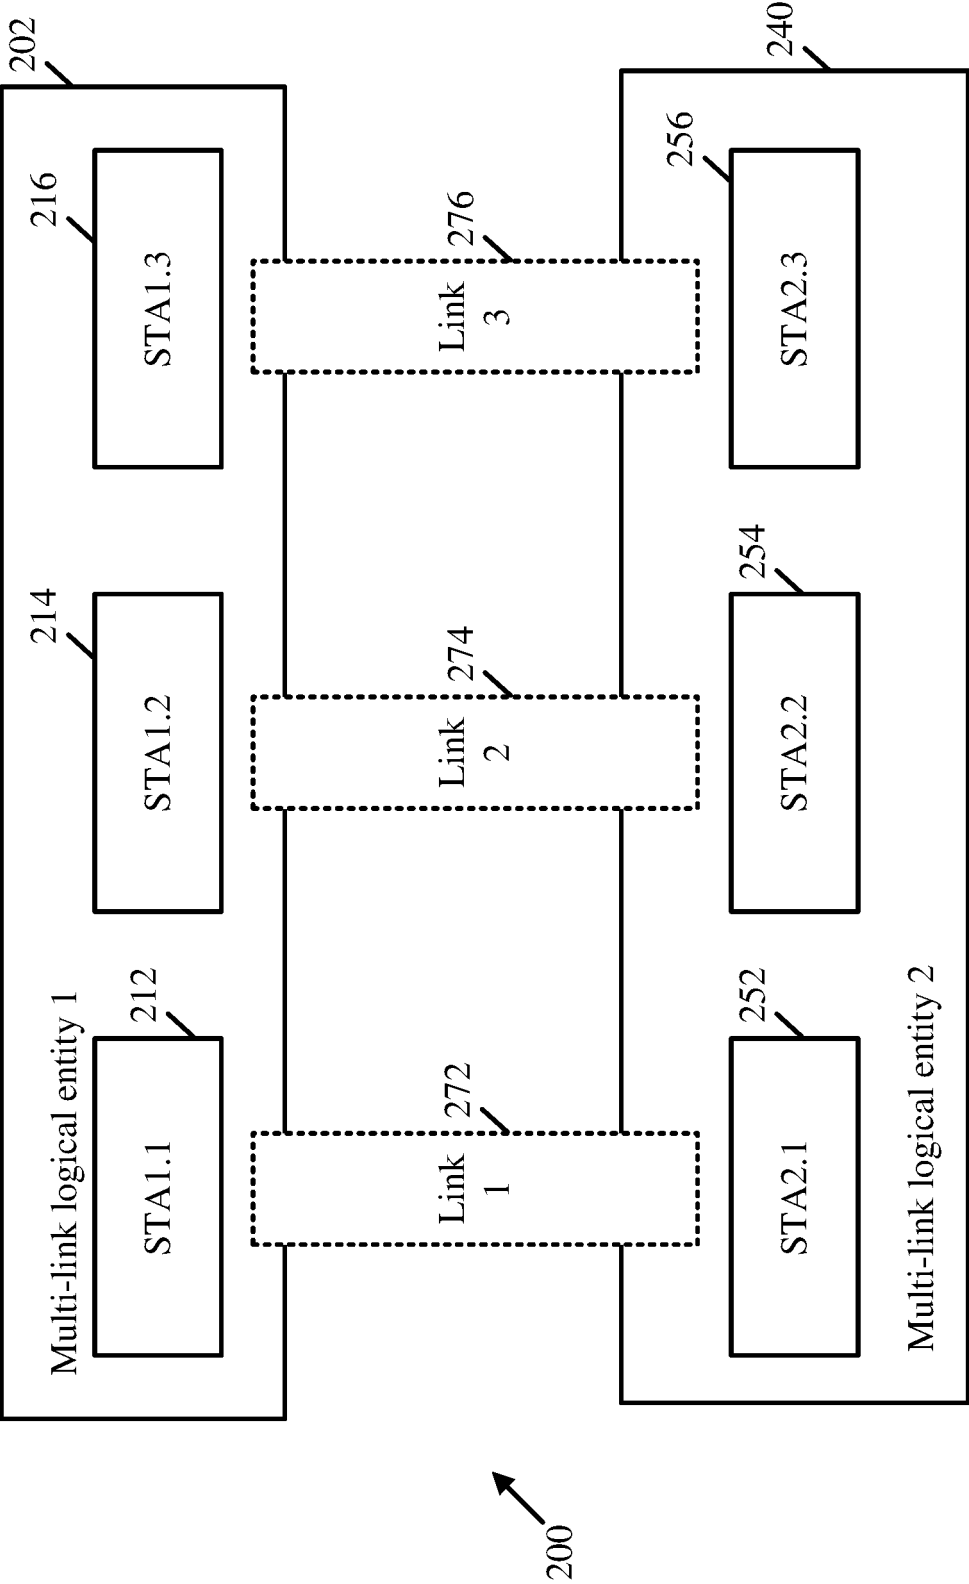 202
Multi-link logical entity 1
212
214
216
STA1.1
STA1.2
STA1.3
272
274
276
Link
1
Link
2
Link
3
252
254
256
STA2.1
STA2.2
STA2.3
Multi-link logical entity 2
240
200